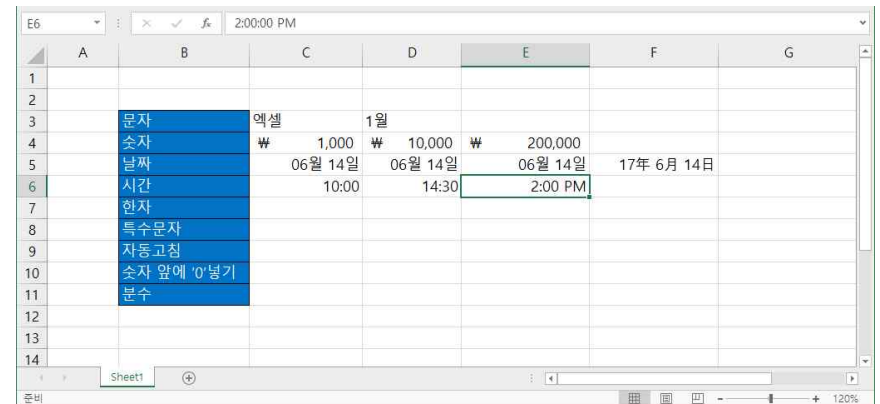 E6 fx 2:00:00 PM
A B C D E F G
1
2
3 문자 엑셀 1월
4 숫자 ₩ 1,000 ₩ 10,000 ₩ 200,000
5 날짜 06월 14일 06월 14일 06월 14일 17年 6月 14日
6 시간 10:00 14:30 2:00 PM
7 한자
8 특수문자
9 자동고침
10 숫자 앞에 '0'넣기
11 분수
12
13
14
Sheet1
준비 120%